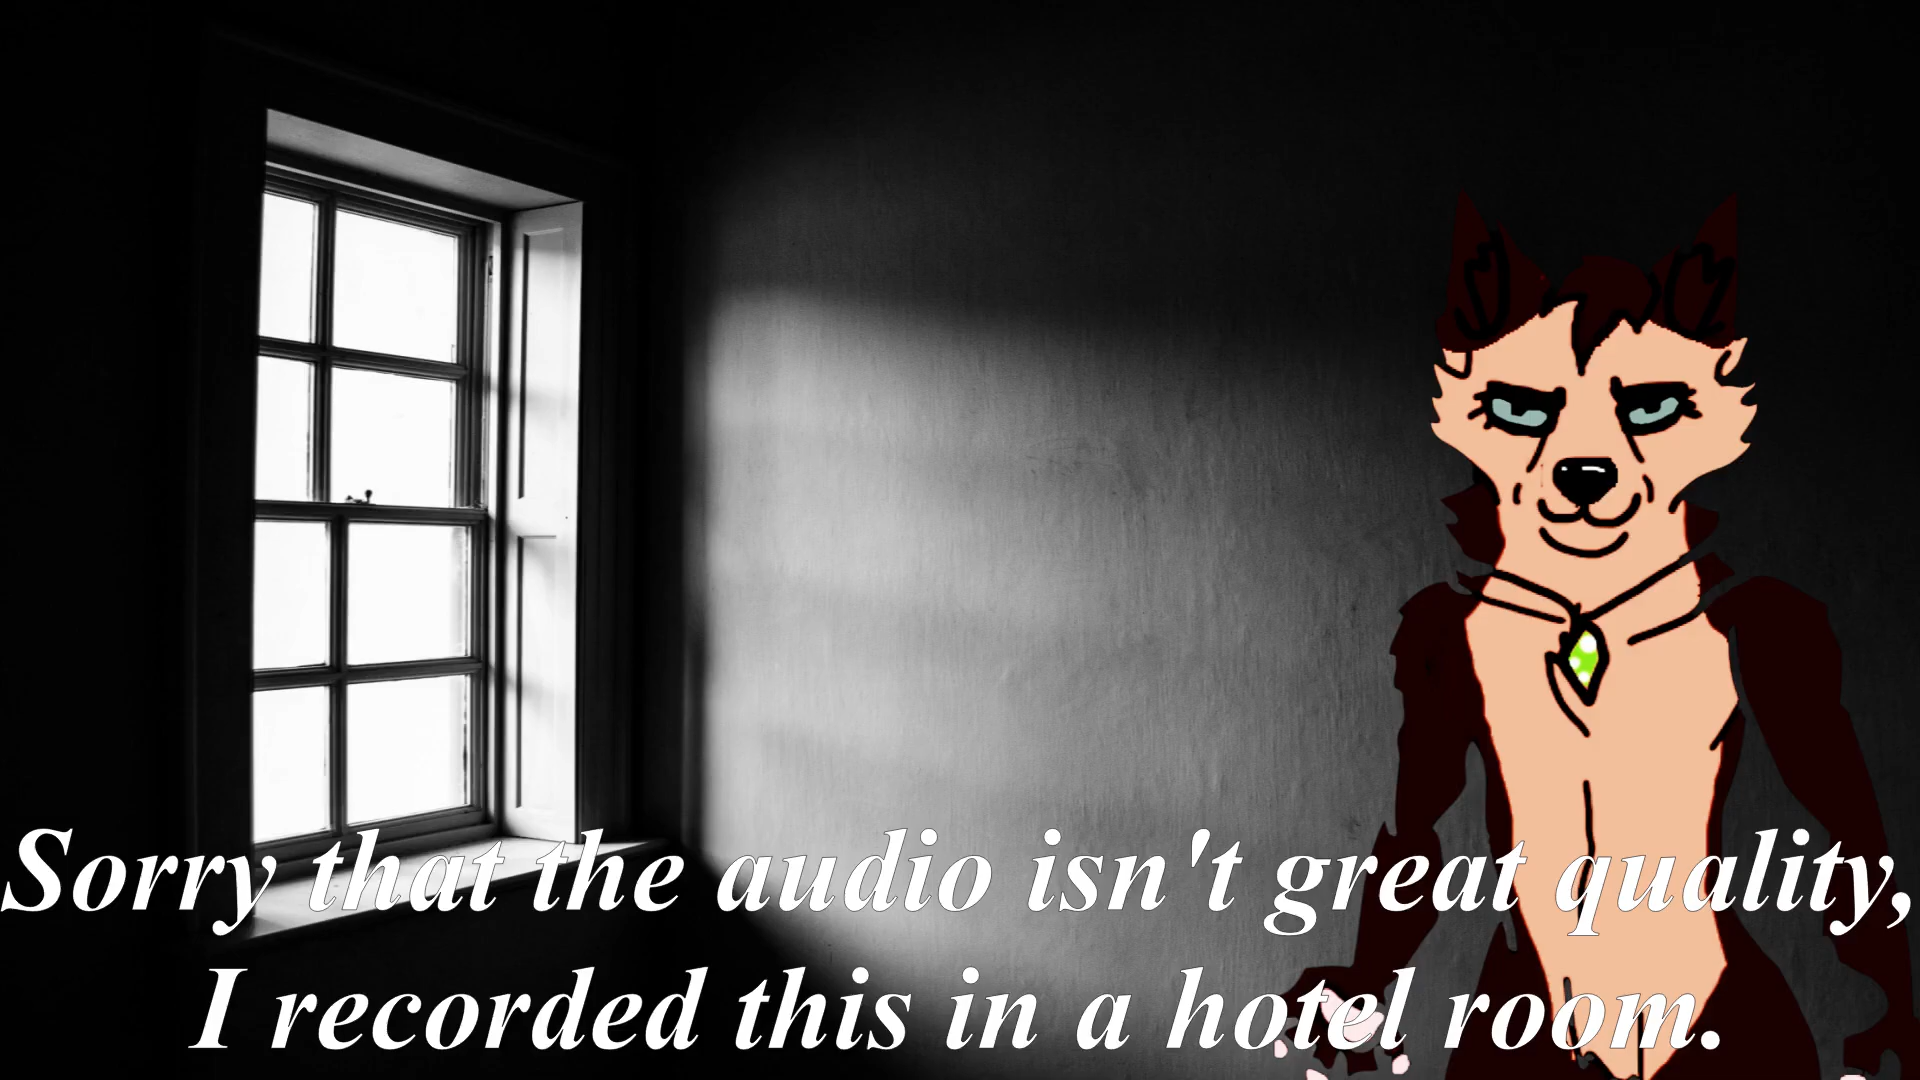 Sorry that the audio isn't great quality,
I recorded this in a hotel room.